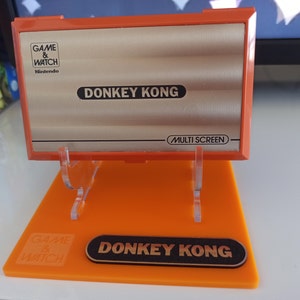 GAME
&
WATCH
Nintendo
DONKEY KONG
MULTI SCREEN
GAME
&
WATCH
DONKEY KONG